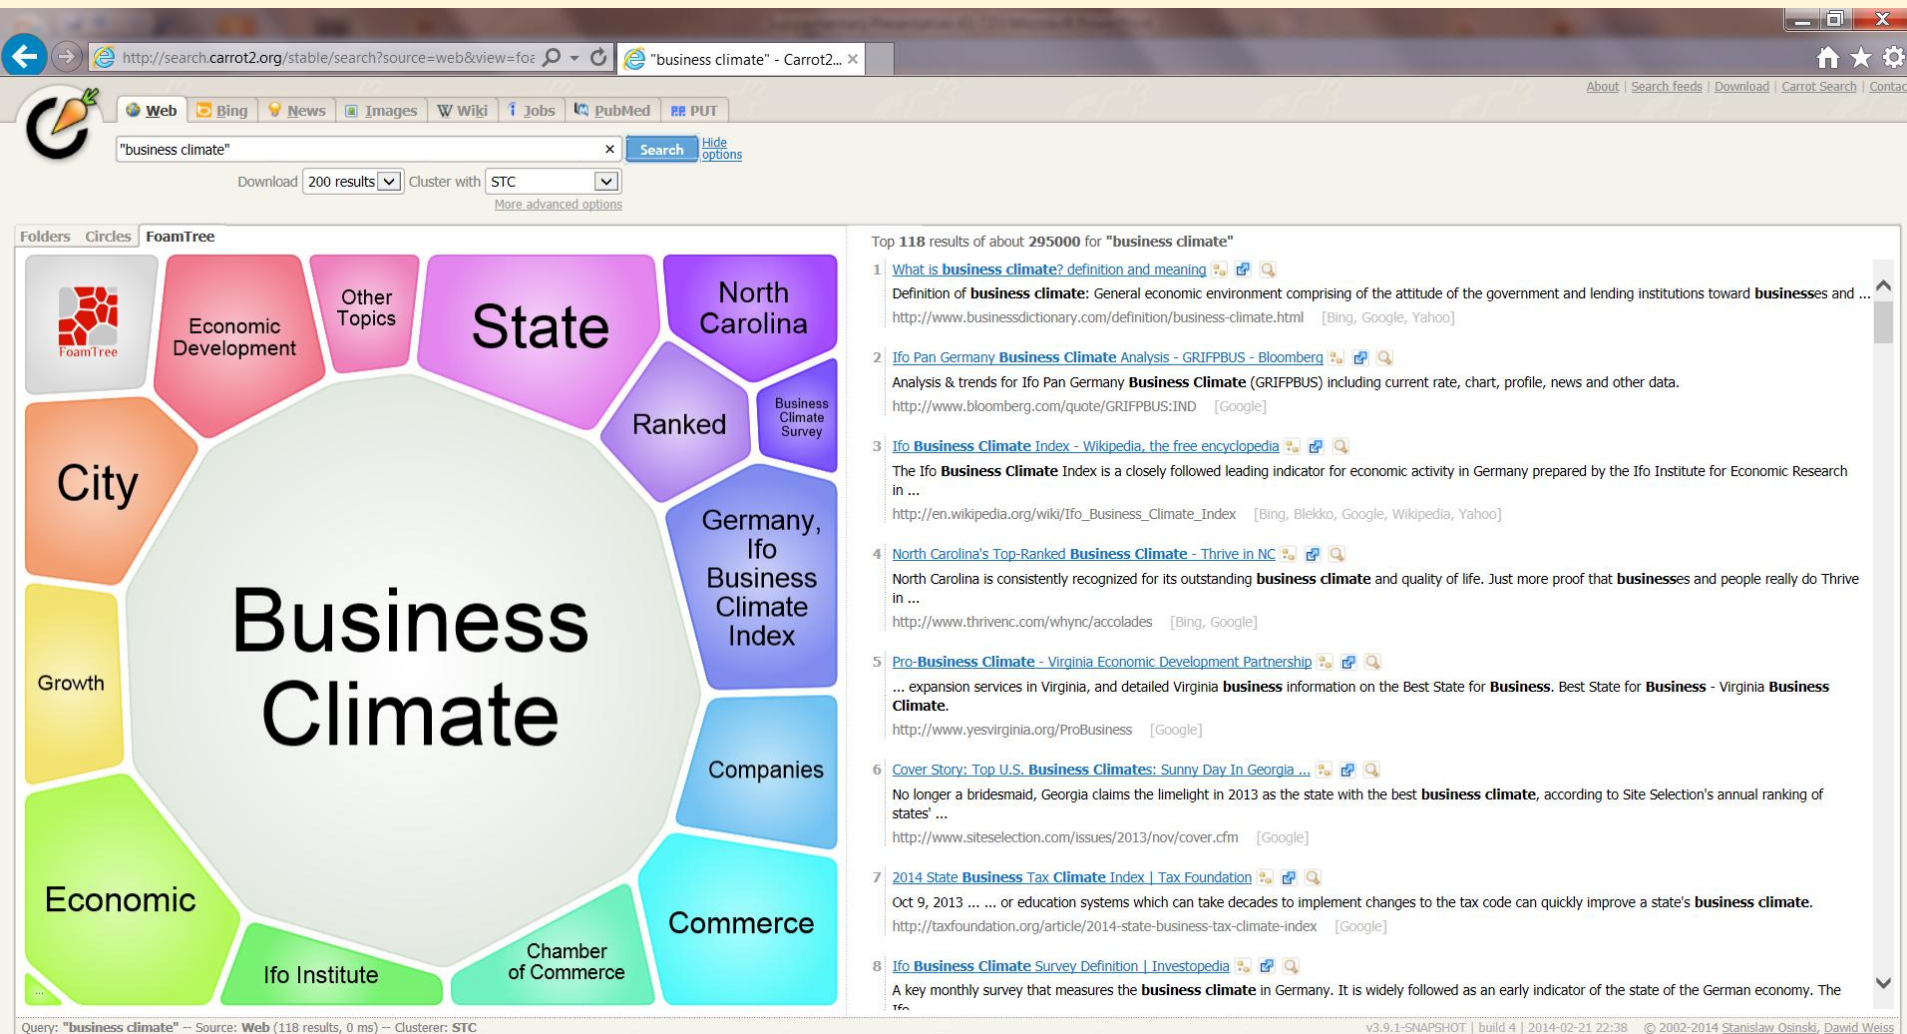 http://search.carrot2.org/stable/search?source=web&view=foa
"business climate" - Carrot2...
About | Search feeds | Download | Carrot Search | Contac
Web Bing News Images Wiki Jobs PubMed PUT
"business climate" × Search Hide options
Download 200 results Cluster with STC
More advanced options
Folders Circles FoamTree
FoamTree
Economic
Development
Other
Topics
State
North
Carolina
Ranked
Business
Climate
Survey
City
Germany,
Ifo
Business
Climate
Index
Business
Climate
Growth
Companies
Economic
Commerce
Chamber
of Commerce
Ifo Institute
...
Top 118 results of about 295000 for "business climate"
1 What is business climate? definition and meaning
Definition of business climate: General economic environment comprising of the attitude of the government and lending institutions toward businesses and ...
http://www.businessdictionary.com/definition/business-climate.html [Bing, Google, Yahoo]
2 Ifo Pan Germany Business Climate Analysis - GRIFPBUS - Bloomberg
Analysis & trends for Ifo Pan Germany Business Climate (GRIFPBUS) including current rate, chart, profile, news and other data.
http://www.bloomberg.com/quote/GRIFPBUS:IND [Google]
3 Ifo Business Climate Index - Wikipedia, the free encyclopedia
The Ifo Business Climate Index is a closely followed leading indicator for economic activity in Germany prepared by the Ifo Institute for Economic Research
in ...
http://en.wikipedia.org/wiki/Ifo_Business_Climate_Index [Bing, Blekko, Google, Wikipedia, Yahoo]
4 North Carolina's Top-Ranked Business Climate - Thrive in NC
North Carolina is consistently recognized for its outstanding business climate and quality of life. Just more proof that businesses and people really do Thrive
in ...
http://www.thrivenc.com/whync/accolades [Bing, Google]
5 Pro-Business Climate - Virginia Economic Development Partnership
... expansion services in Virginia, and detailed Virginia business information on the Best State for Business. Best State for Business - Virginia Business
Climate.
http://www.yesvirginia.org/ProBusiness [Google]
6 Cover Story: Top U.S. Business Climates: Sunny Day In Georgia ...
No longer a bridesmaid, Georgia claims the limelight in 2013 as the state with the best business climate, according to Site Selection's annual ranking of
states' ...
http://www.siteselection.com/issues/2013/nov/cover.cfm [Google]
7 2014 State Business Tax Climate Index | Tax Foundation
Oct 9, 2013 ... ... or education systems which can take decades to implement changes to the tax code can quickly improve a state's business climate.
http://taxfoundation.org/article/2014-state-business-tax-climate-index [Google]
8 Ifo Business Climate Survey Definition | Investopedia
A key monthly survey that measures the business climate in Germany. It is widely followed as an early indicator of the state of the German economy. The
Ifo
Query: "business climate" -- Source: Web (118 results, 0 ms) -- Clusterer: STC
v3.9.1-SNAPSHOT | build 4 | 2014-02-21 22:38 © 2002-2014 Stanislaw Osinski, Dawid Weiss